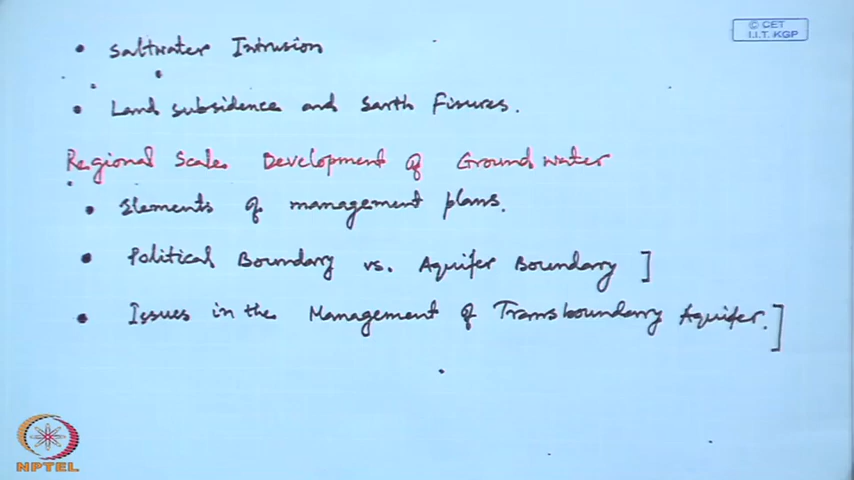 © CET
I.I.T. KGP
• Saltwater Intrusion
• Land subsidence and Earth Fisures.
Regional Scale Development of Groundwater
• Elements of management plans.
• Political Boundary vs. Aquifer Boundary ]
• Issues in the Management of Transboundary Aquifer. ]
NPTEL